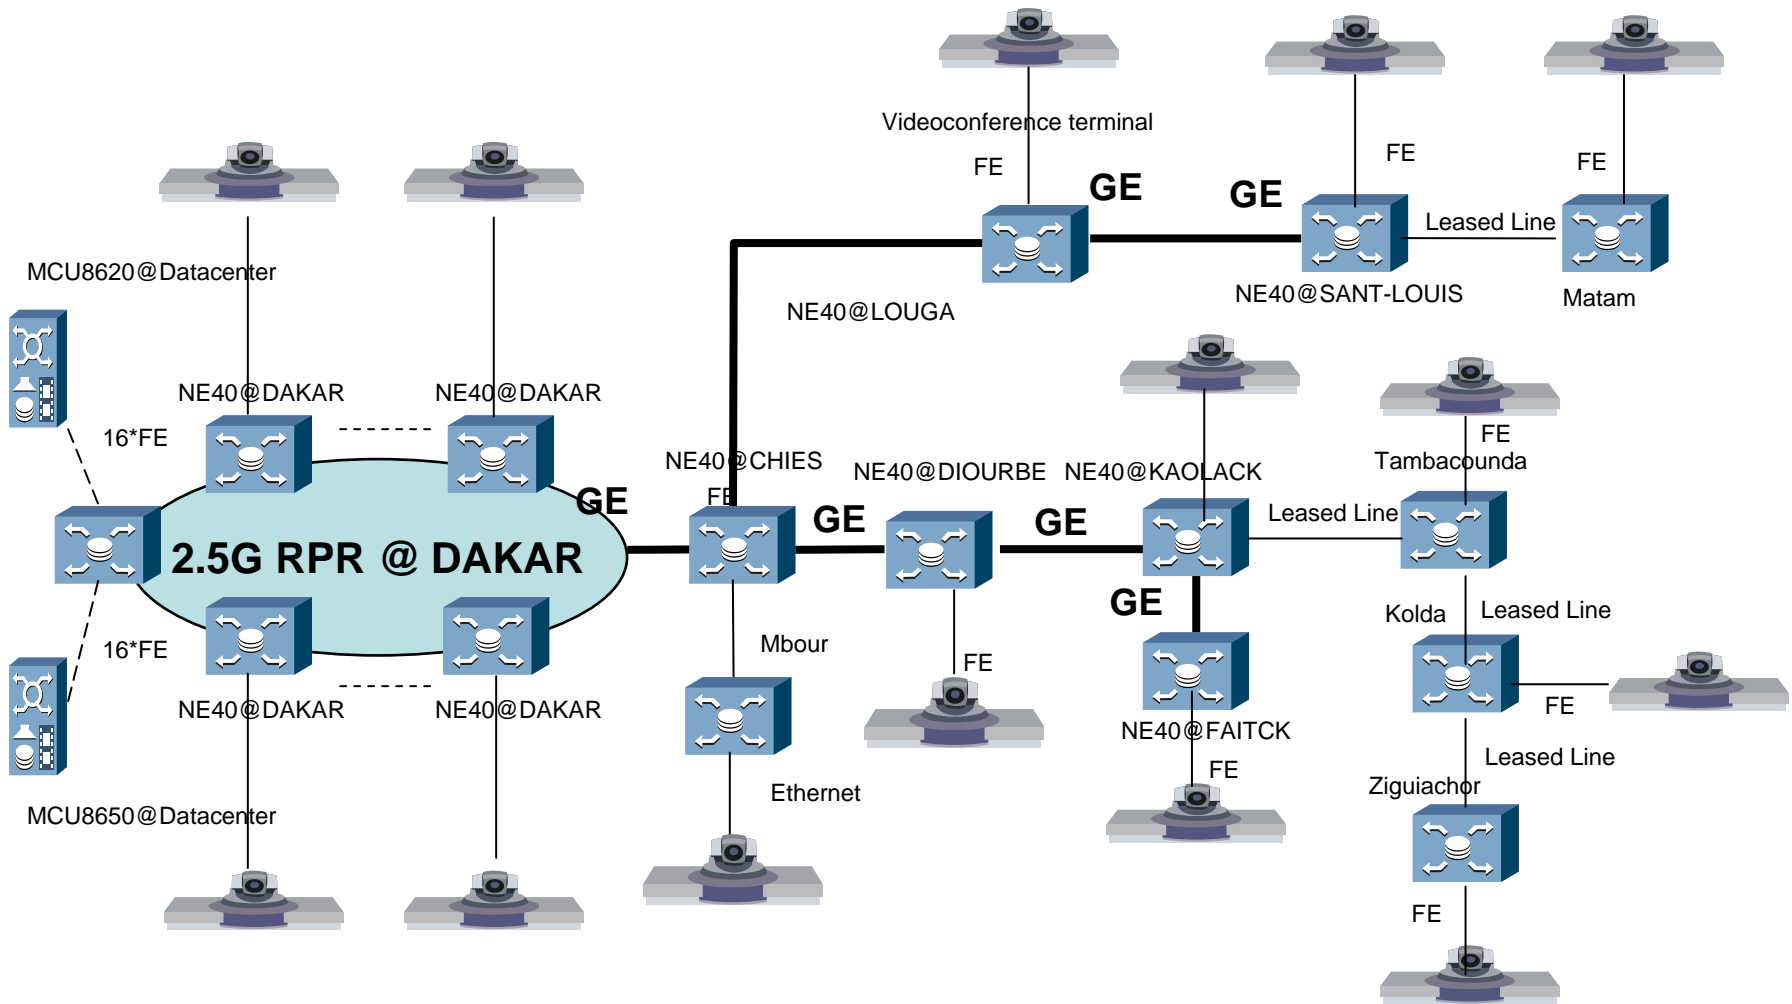 Videoconference terminal
FE
FE
FE
GE
GE
Leased Line
MCU8620@Datacenter
NE40@LOUGA
NE40@SANT-LOUIS
Matam
NE40@DAKAR
NE40@DAKAR
16*FE
NE40@CHIES
NE40@DIOURBE
NE40@KAOLACK
FE
Tambacounda
GE
FE
GE
GE
Leased Line
2.5G RPR @ DAKAR
GE
Kolda
Leased Line
16*FE
Mbour
FE
FE
NE40@DAKAR
NE40@DAKAR
NE40@FAITCK
Leased Line
FE
Ziguiachor
Ethernet
MCU8650@Datacenter
FE